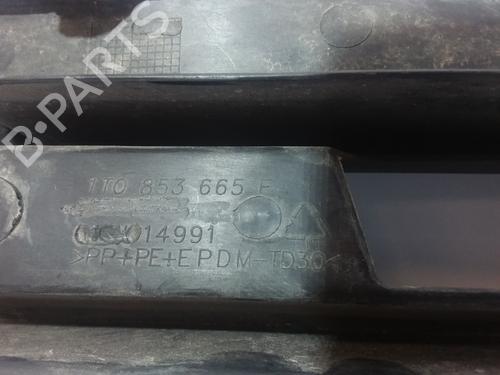 B-PARTS
1T0 853 665 F
14991
>PP+PE+EPDM-TD30<